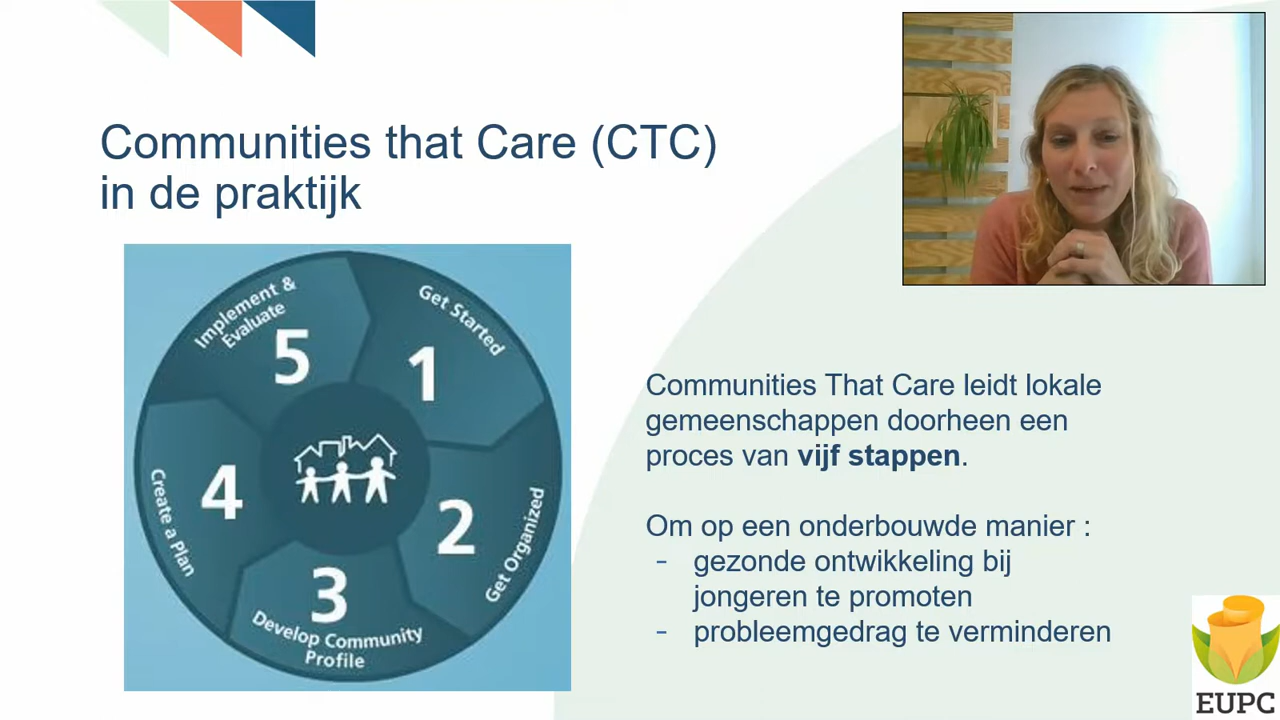 Communities that Care (CTC)
in de praktijk
Get Started
1
Get Organized
2
3
Develop Community
Profile
Create a Plan
4
Implement &
Evaluate
5
Communities That Care leidt lokale
gemeenschappen doorheen een
proces van vijf stappen.
Om op een onderbouwde manier :
- gezonde ontwikkeling bij
jongeren te promoten
- probleemgedrag te verminderen
EUPC